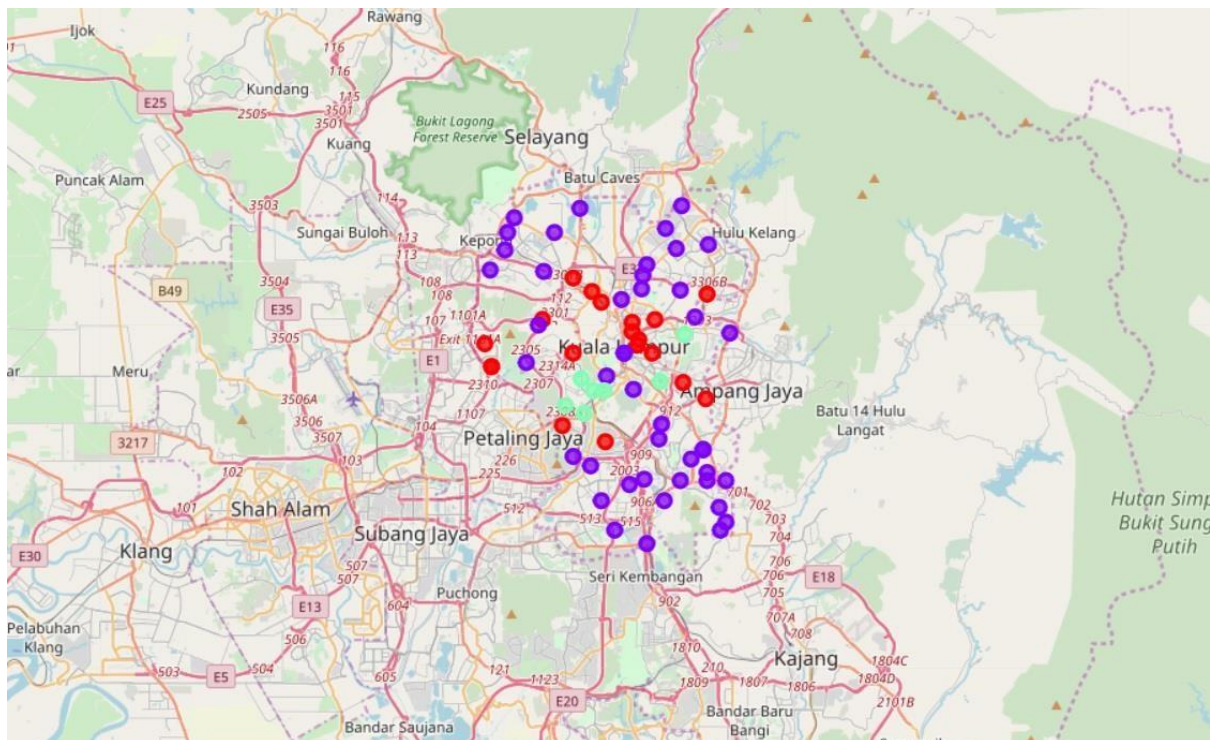 Rawang
Ijok
116
E25
Kundang
116
2505
3501
115
3501
Bukit Lagong
Forest Reserve
Selayang
Kuang
Batu Caves
Puncak Alam
114
3503
Sungai Buloh
113
113
Kepong
Hulu Kelang
3504
108
108
3306B
B49
112
E35
107
1101A
2301
Exit
2305
Kuala
E1
2314A
Meru
2310
2307
3506A
1107
Ampang Jaya
3506
912
Batu 14 Hulu
Langat
104
3217
3507
Petaling Jaya
103
226
909
102
225
2003
101
701
702
Hutan Simp
Bukit Sung
Putih
Shah Alam
512
906
703
513
515
704
Subang Jaya
E30
Klang
507
706
507
Seri Kembangan
E18
706
Puchong
604
705
E13
902
707A
Pelabuhan
Klang
506
708
1810
Kajang
503
504
121
210
1804C
E5
605
1123
1809
1807
1806
1804D
E20
2101B
Bandar Baru
Bangi
Bandar Saujana